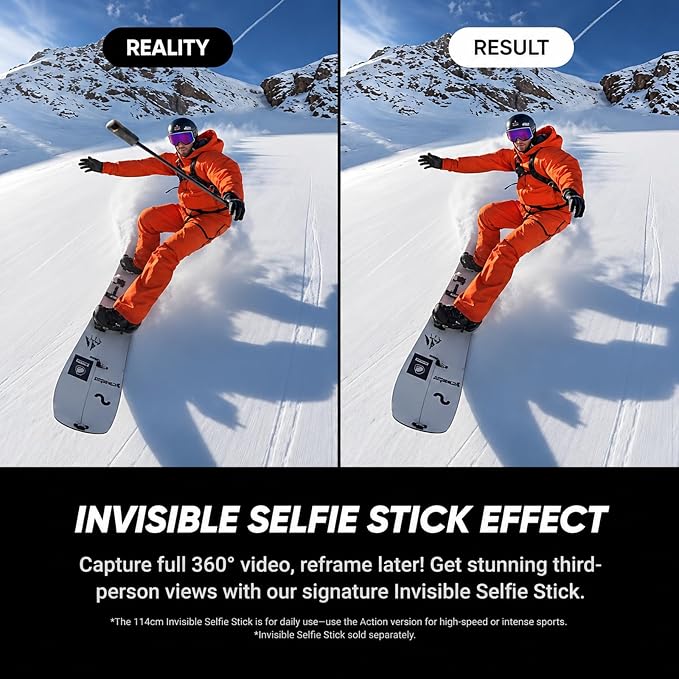 REALITY
RESULT
INVISIBLE SELFIE STICK EFFECT
Capture full 360° video, reframe later! Get stunning third-
person views with our signature Invisible Selfie Stick.
*The 114cm Invisible Selfie Stick is for daily use—use the Action version for high-speed or intense sports.
*Invisible Selfie Stick sold separately.